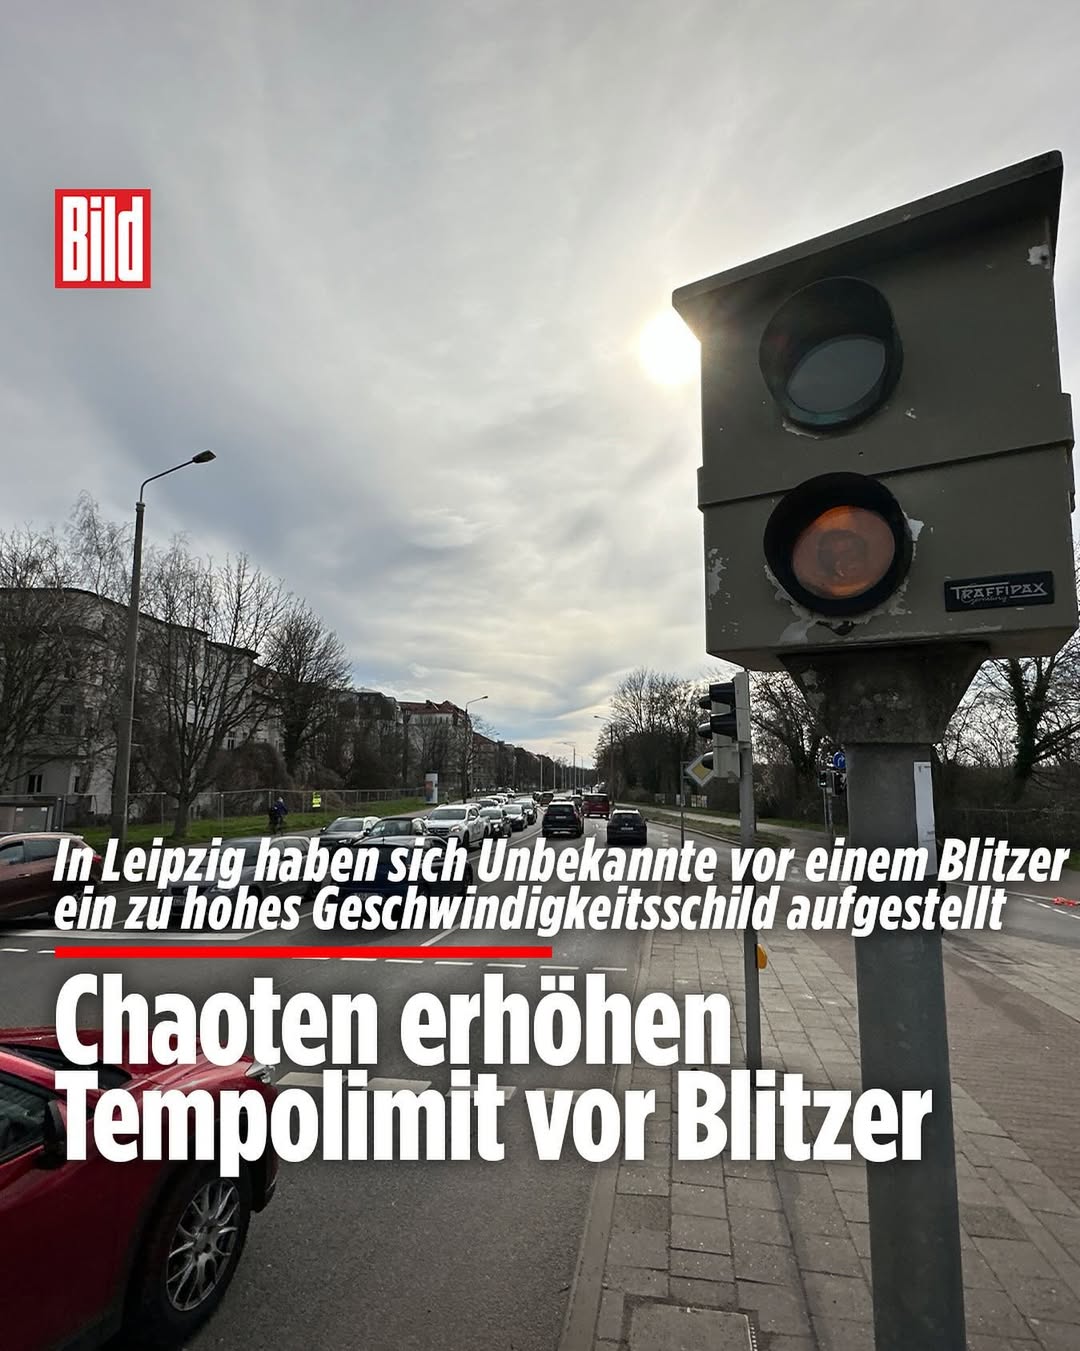 Bild
TRAFFIPAX
In Leipzig haben sich Unbekannte vor einem Blitzer
ein zu hohes Geschwindigkeitsschild aufgestellt
Chaoten erhöhen
Tempolimit vor Blitzer